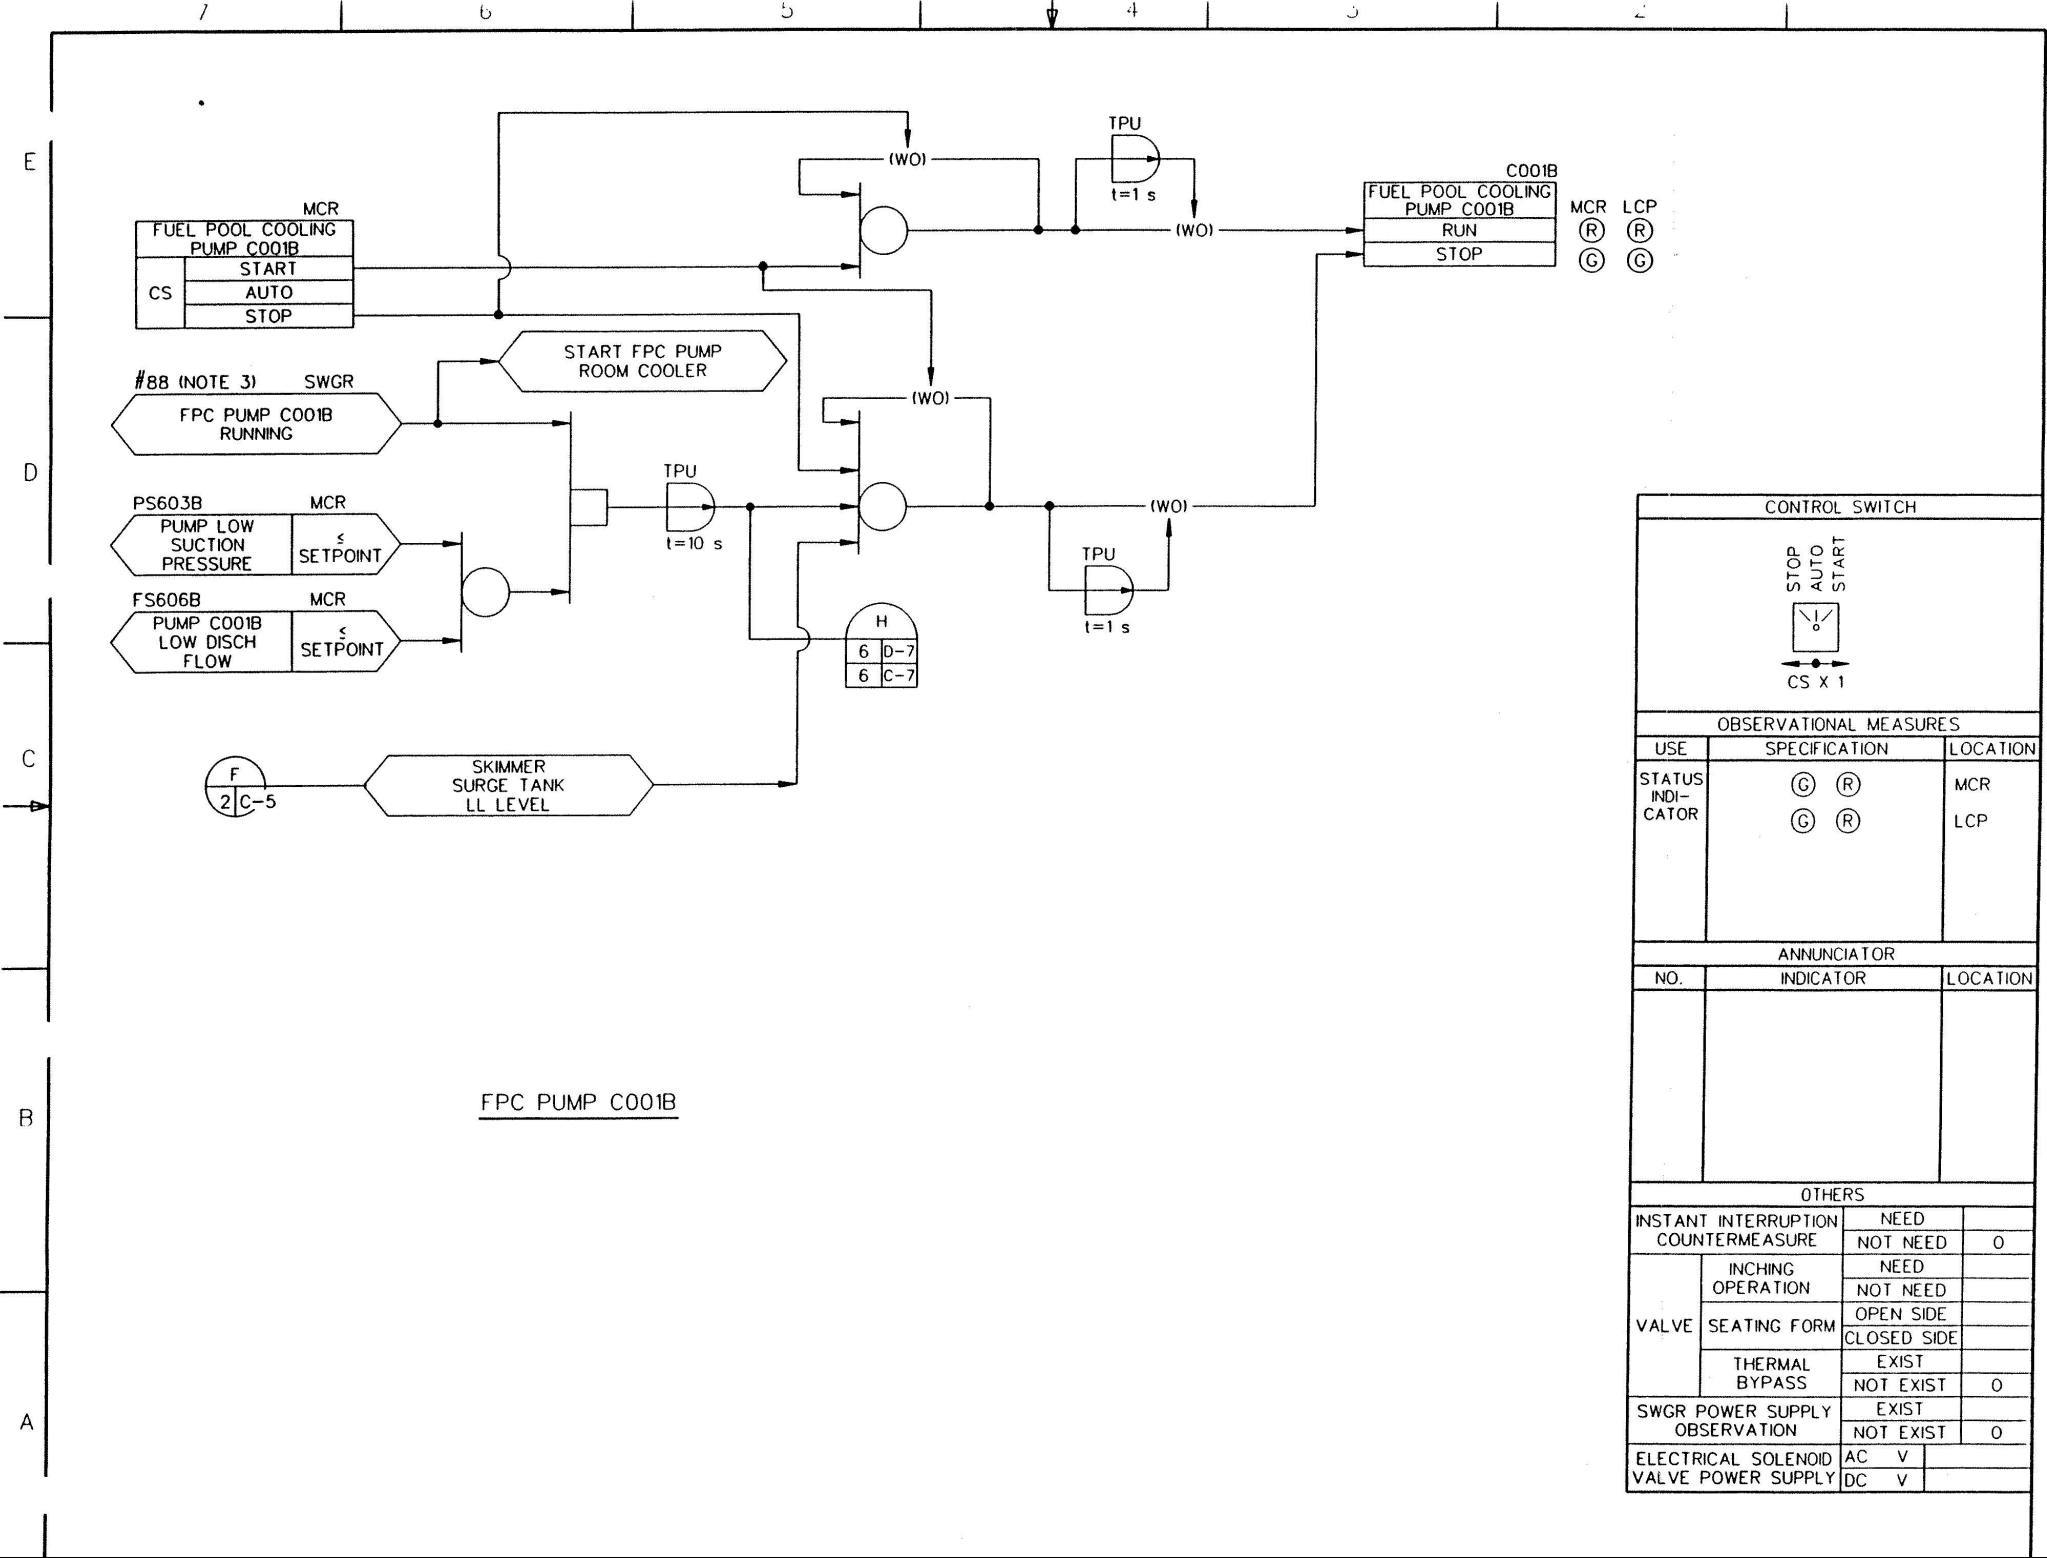 7 6 5 4 3 2
E
D
C
B
A
MCR
FUEL POOL COOLING
PUMP C001B
CS
START
AUTO
STOP
#88 (NOTE 3) SWGR
FPC PUMP C001B
RUNNING
START FPC PUMP
ROOM COOLER
PS603B MCR
PUMP LOW
SUCTION
PRESSURE
≤
SETPOINT
FS606B MCR
PUMP C001B
LOW DISCH
FLOW
≤
SETPOINT
TPU
t=10 s
(WO)
(WO)
TPU
t=1 s
(WO)
(WO)
TPU
t=1 s
H
6 D-7
6 C-7
F
2 C-5
SKIMMER
SURGE TANK
LL LEVEL
C001B
FUEL POOL COOLING
PUMP C001B
RUN
STOP
MCR LCP
R R
G G
FPC PUMP C001B
CONTROL SWITCH
STOP
AUTO
START
CS X 1
OBSERVATIONAL MEASURES
USE SPECIFICATION LOCATION
STATUS
INDI-
CATOR
G R MCR
G R LCP
ANNUNCIATOR
NO. INDICATOR LOCATION
OTHERS
INSTANT INTERRUPTION
COUNTERMEASURE
NEED
NOT NEED O
VALVE
INCHING
OPERATION
NEED
NOT NEED
SEATING FORM
OPEN SIDE
CLOSED SIDE
THERMAL
BYPASS
EXIST
NOT EXIST O
SWGR POWER SUPPLY
OBSERVATION
EXIST
NOT EXIST O
ELECTRICAL SOLENOID
VALVE POWER SUPPLY
AC V
DC V